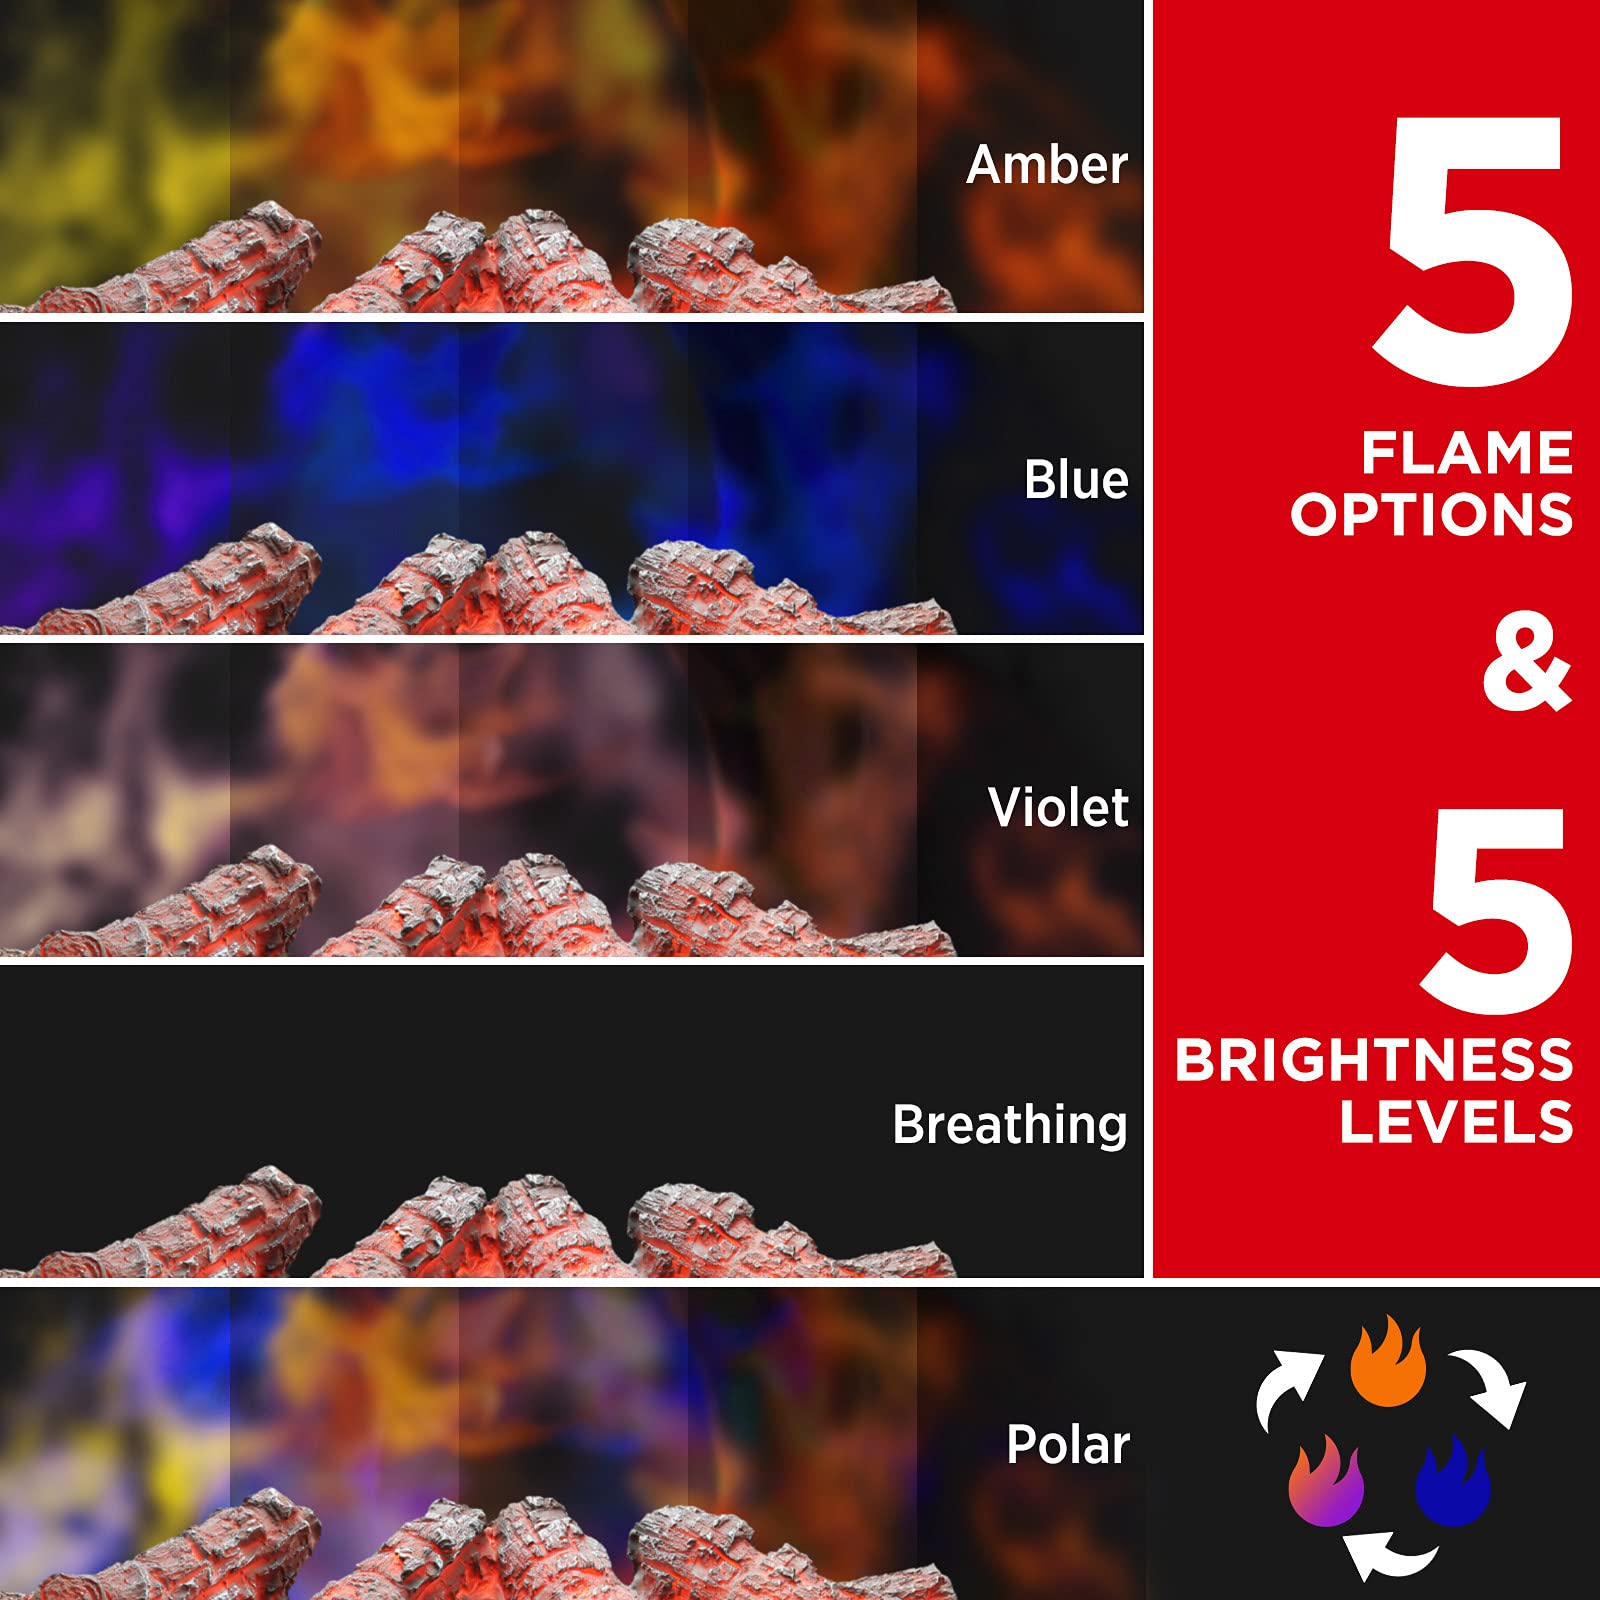 Amber
Blue
Violet
Breathing
Polar
5
FLAME
OPTIONS
&
5
BRIGHTNESS
LEVELS